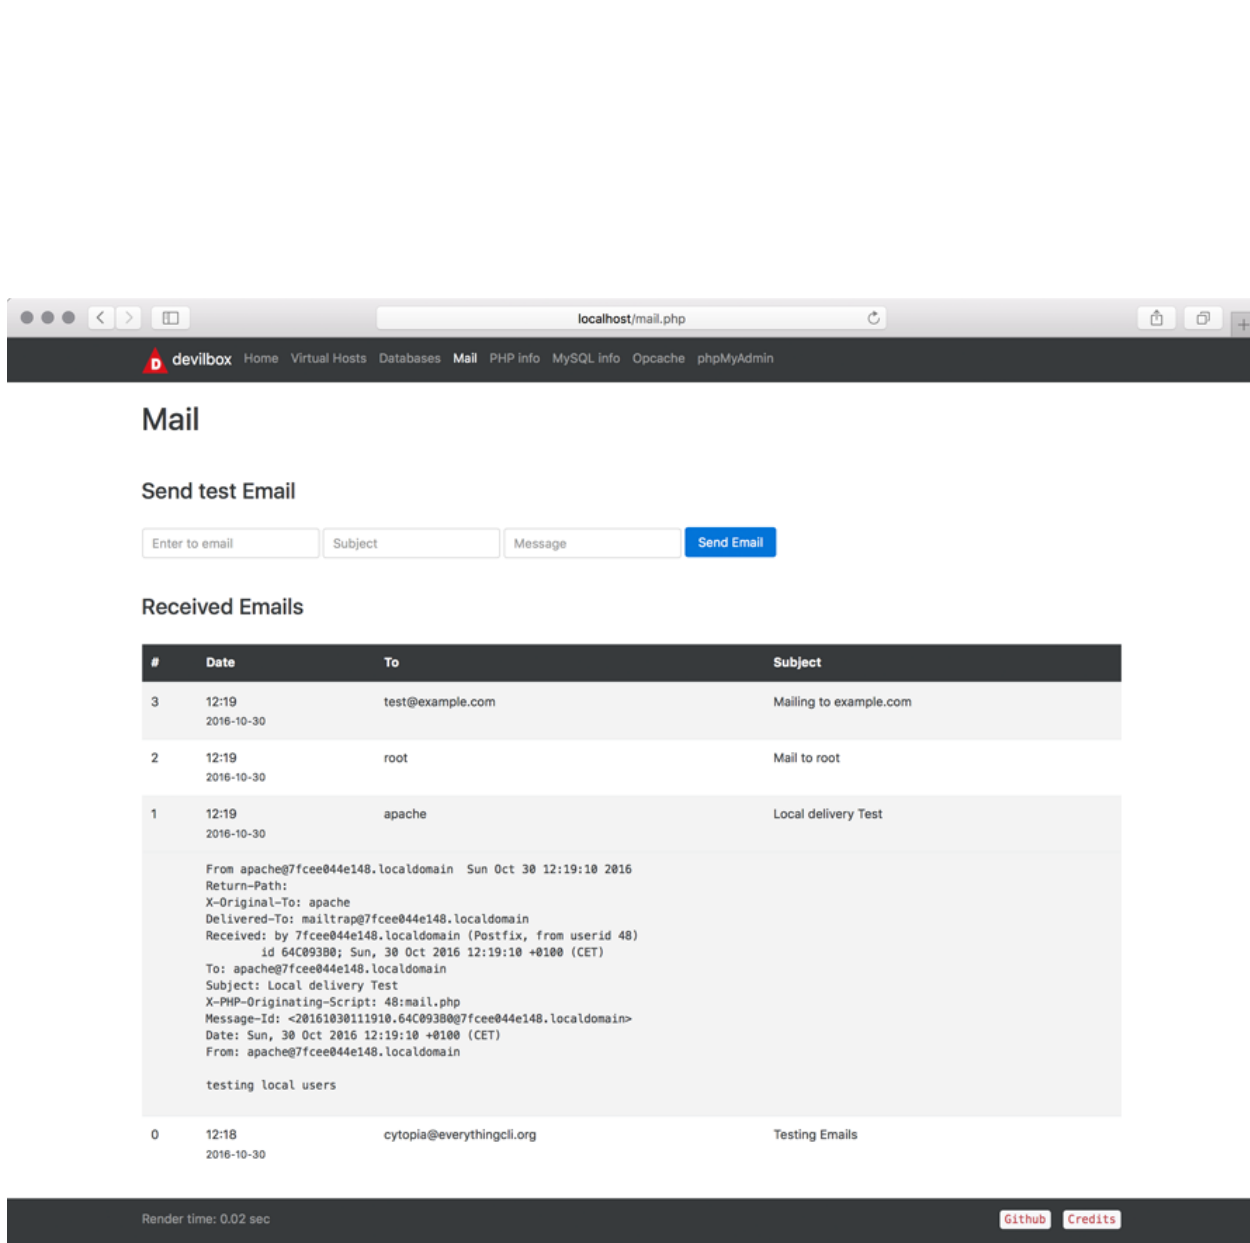 localhost/mail.php
D devilbox Home Virtual Hosts Databases Mail PHP info MySQL info Opcache phpMyAdmin
Mail
Send test Email
Enter to email Subject Message Send Email
Received Emails
# Date To Subject
3 12:19 test@example.com Mailing to example.com
2016-10-30
2 12:19 root Mail to root
2016-10-30
1 12:19 apache Local delivery Test
2016-10-30
From apache@7fcee044e148.localdomain  Sun Oct 30 12:19:10 2016
Return-Path:
X-Original-To: apache
Delivered-To: mailtrap@7fcee044e148.localdomain
Received: by 7fcee044e148.localdomain (Postfix, from userid 48)
id 64C093B0; Sun, 30 Oct 2016 12:19:10 +0100 (CET)
To: apache@7fcee044e148.localdomain
Subject: Local delivery Test
X-PHP-Originating-Script: 48:mail.php
Message-Id: <20161030111910.64C093B0@7fcee044e148.localdomain>
Date: Sun, 30 Oct 2016 12:19:10 +0100 (CET)
From: apache@7fcee044e148.localdomain
testing local users
0 12:18 cytopia@everythingcli.org Testing Emails
2016-10-30
Render time: 0.02 sec Github Credits